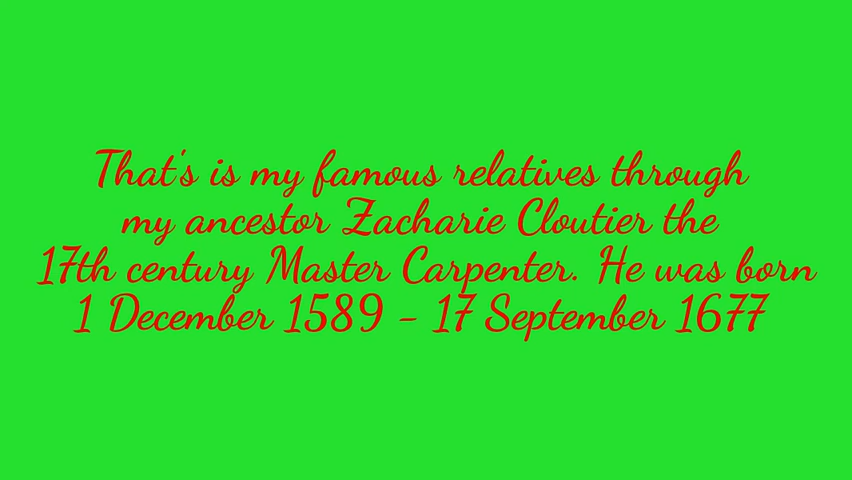 That's is my famous relatives through
my ancestor Zacharie Cloutier the
17th century Master Carpenter. He was born
1 December 1589 - 17 September 1677